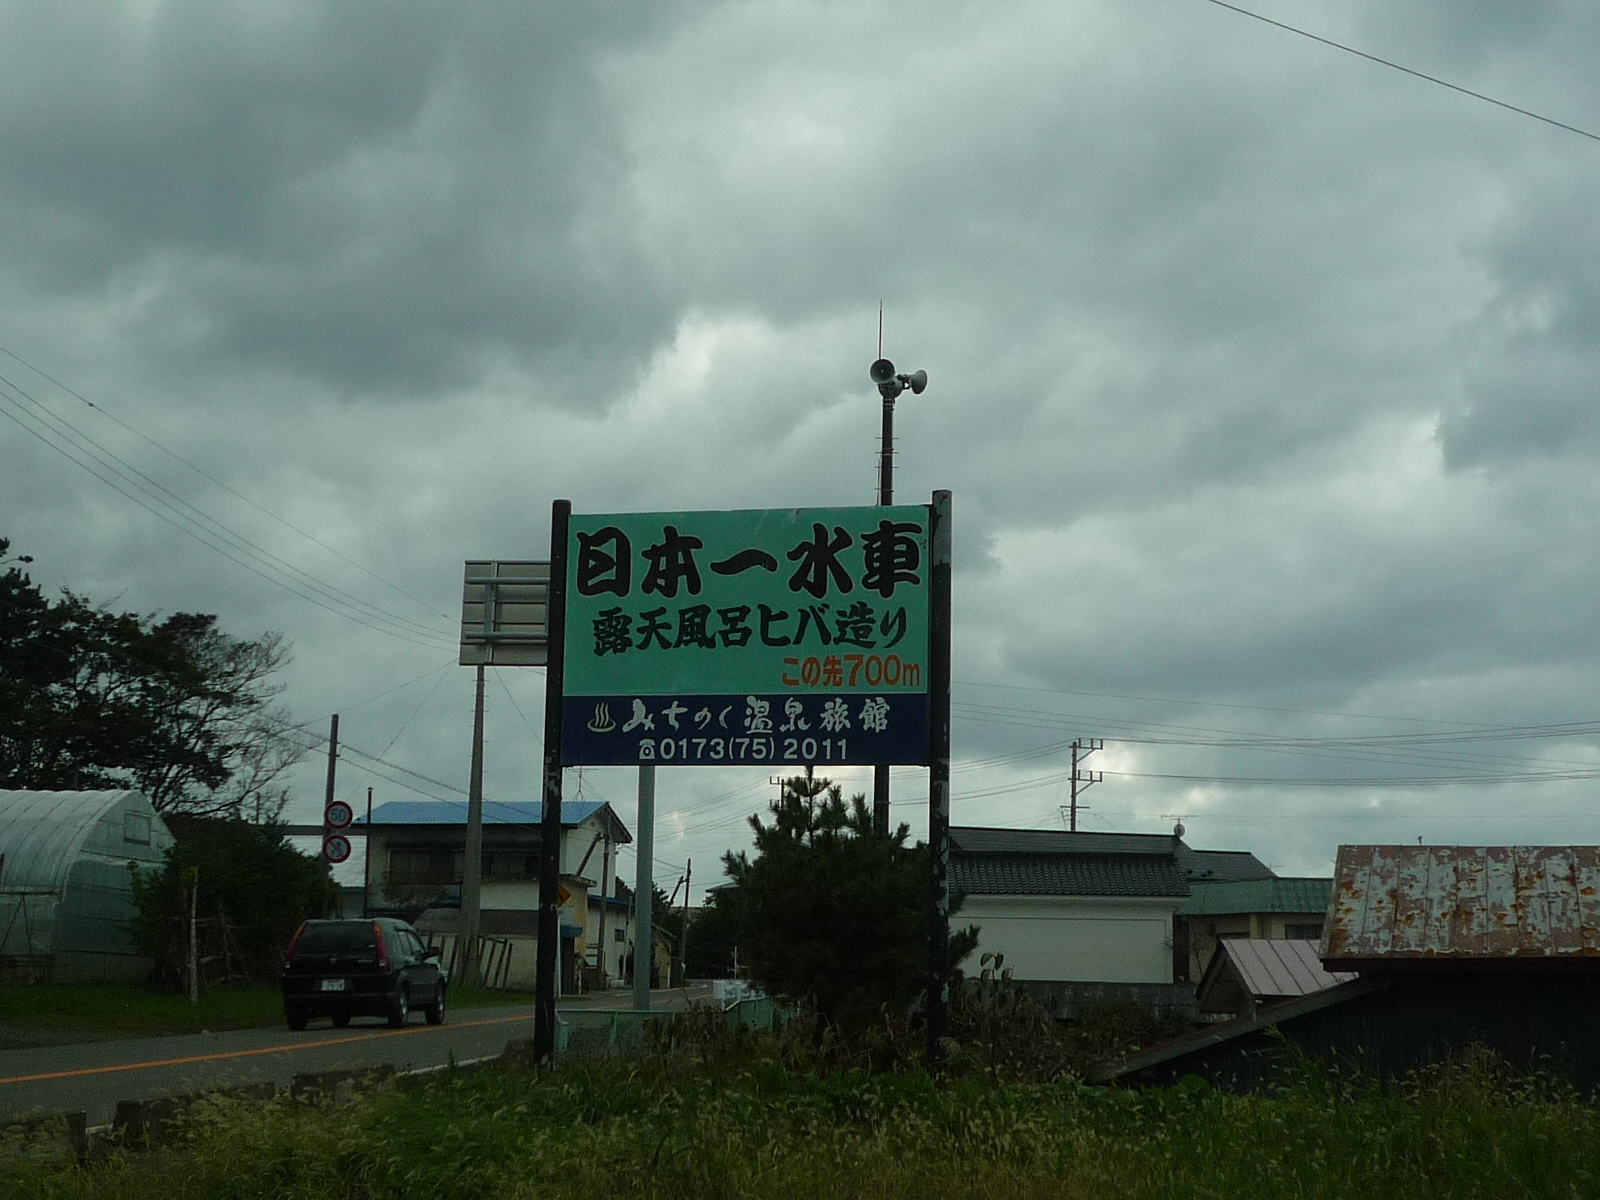 日本一水車
露天風呂ヒバ造り
この先700m
♨みちのく温泉旅館
☎0173(75)2011
50